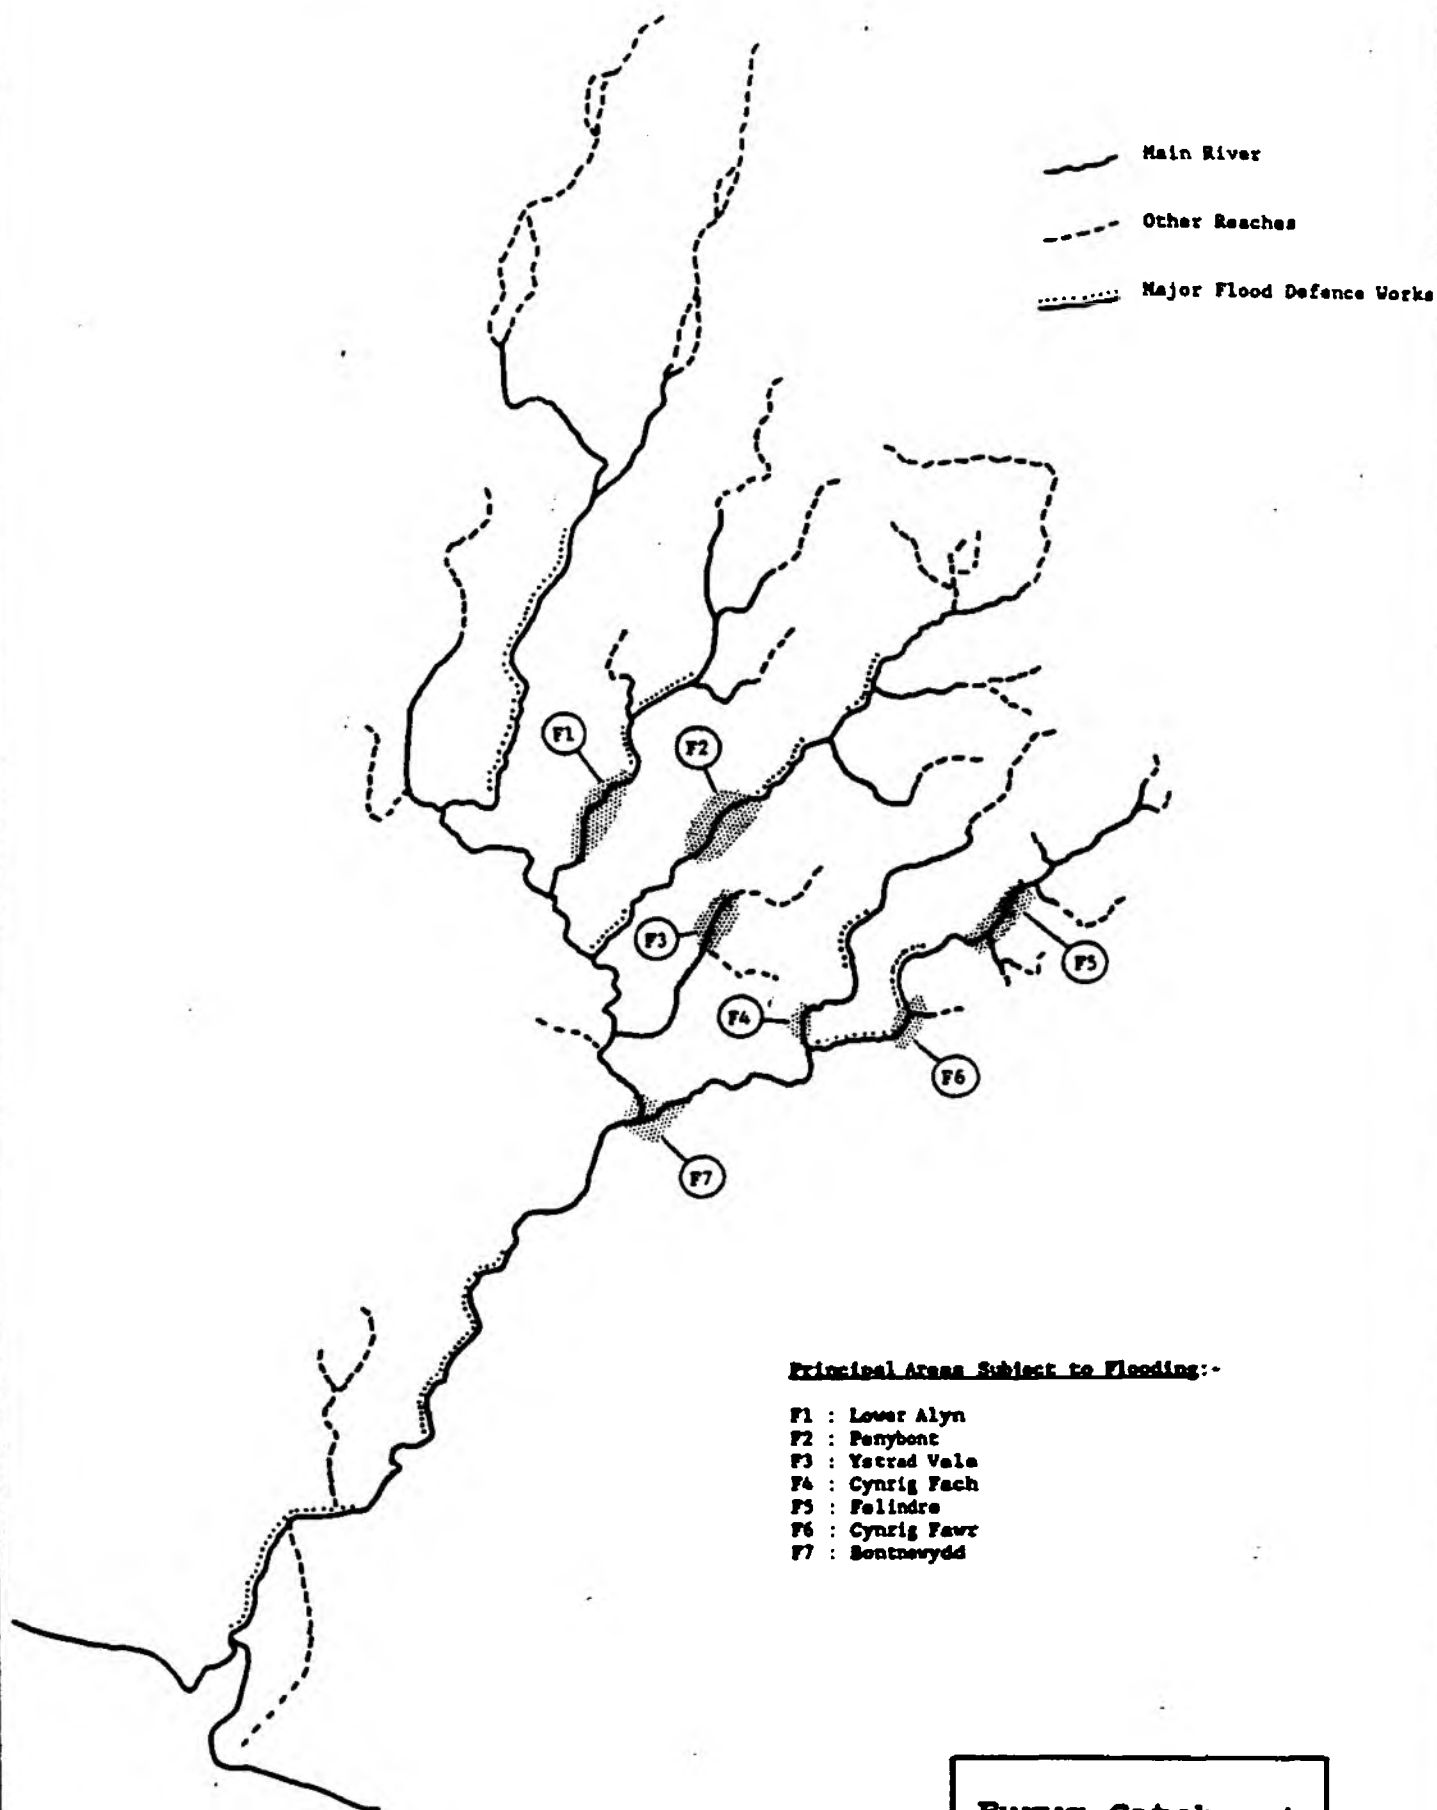 Main River
Other Reaches
Major Flood Defence Works
F1
F2
F3
F4
F5
F6
F7
Principal Areas Subject to Flooding:-
F1 : Lower Alyn
F2 : Penybont
F3 : Ystrad Vale
F4 : Cynrig Fach
F5 : Felindre
F6 : Cynrig Fawr
F7 : Bontnewydd